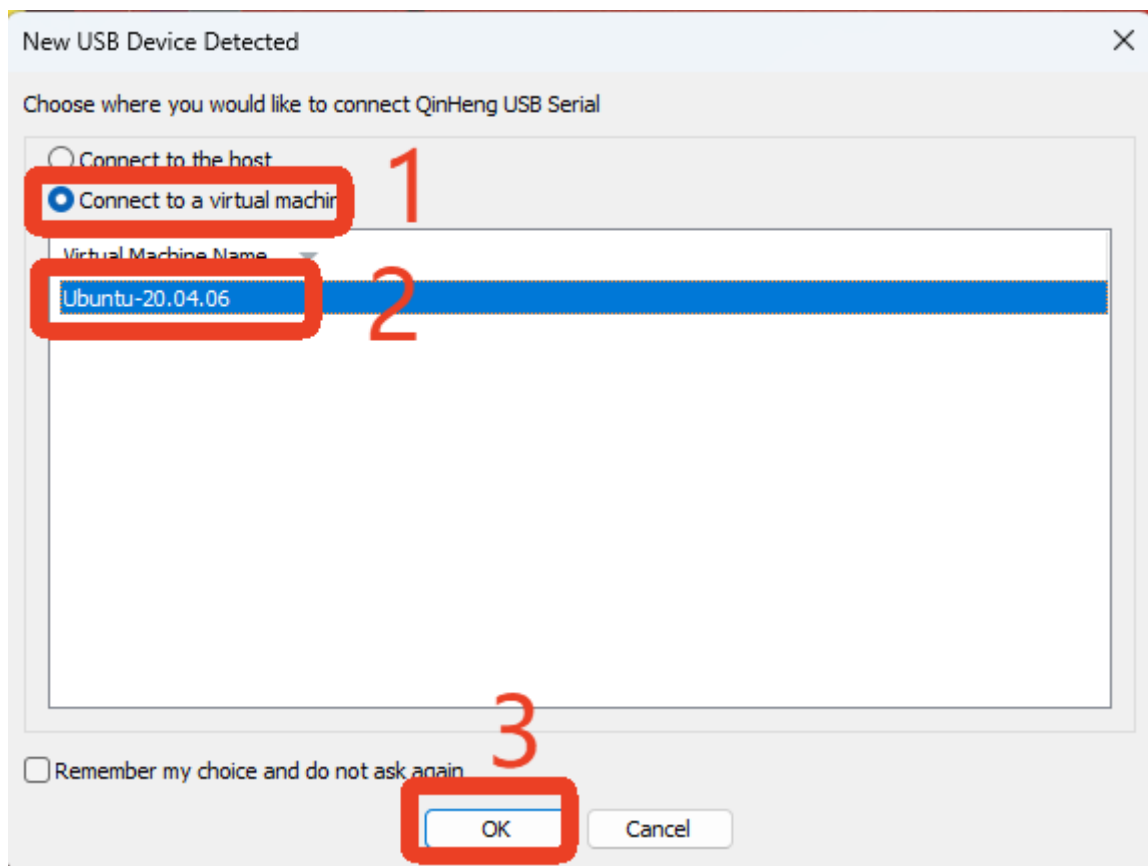 New USB Device Detected
Choose where you would like to connect QinHeng USB Serial
Connect to the host
1
Connect to a virtual machin
Virtual Machine Name
Ubuntu-20.04.06
2
3
Remember my choice and do not ask again
OK
Cancel